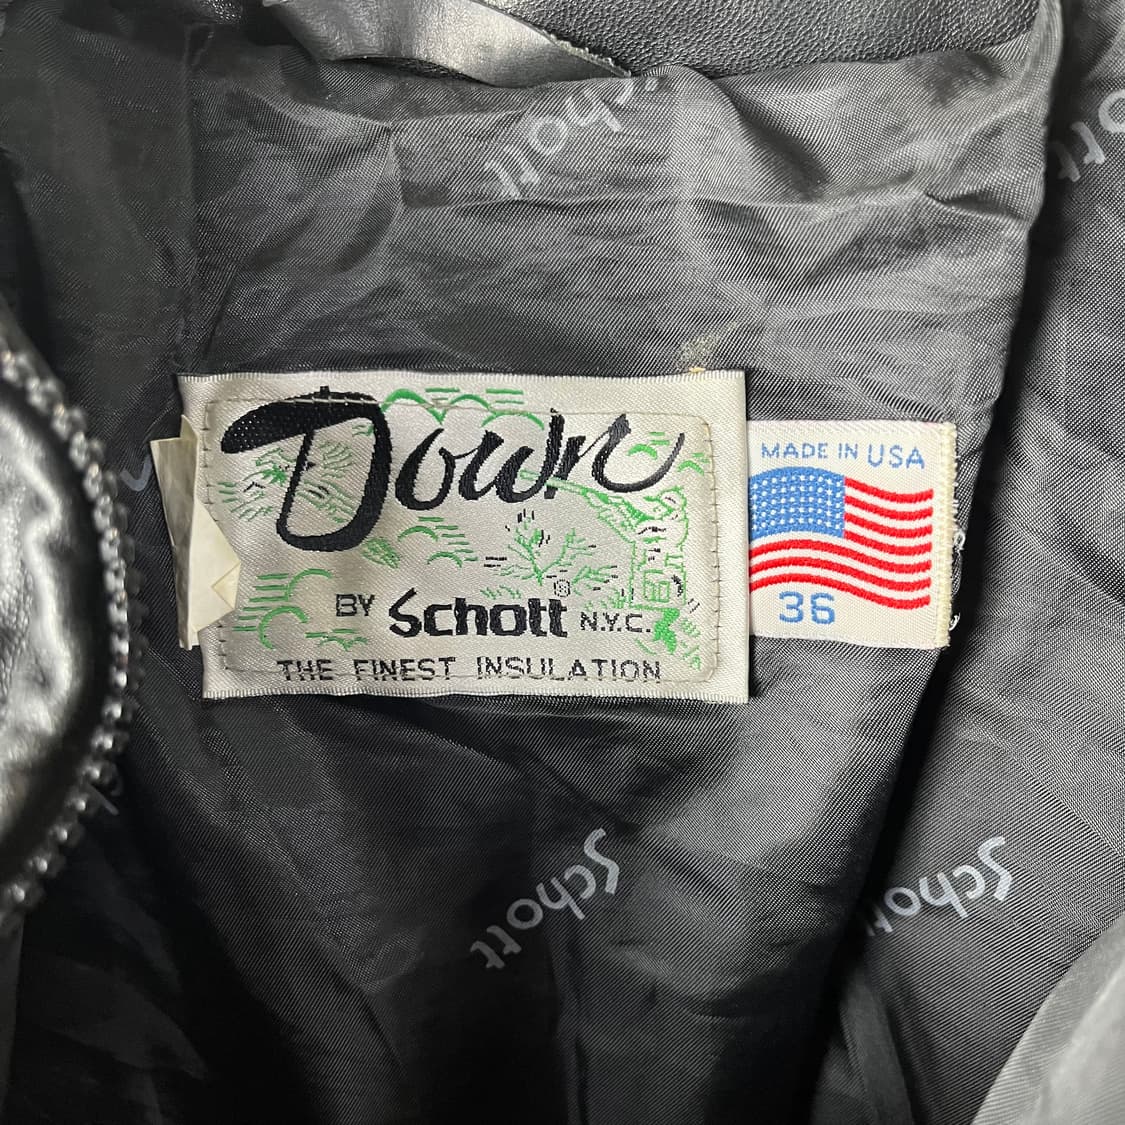 Schott
Down
BY Schott® N.Y.C.
THE FINEST INSULATION
MADE IN USA
36
Schott
Schott